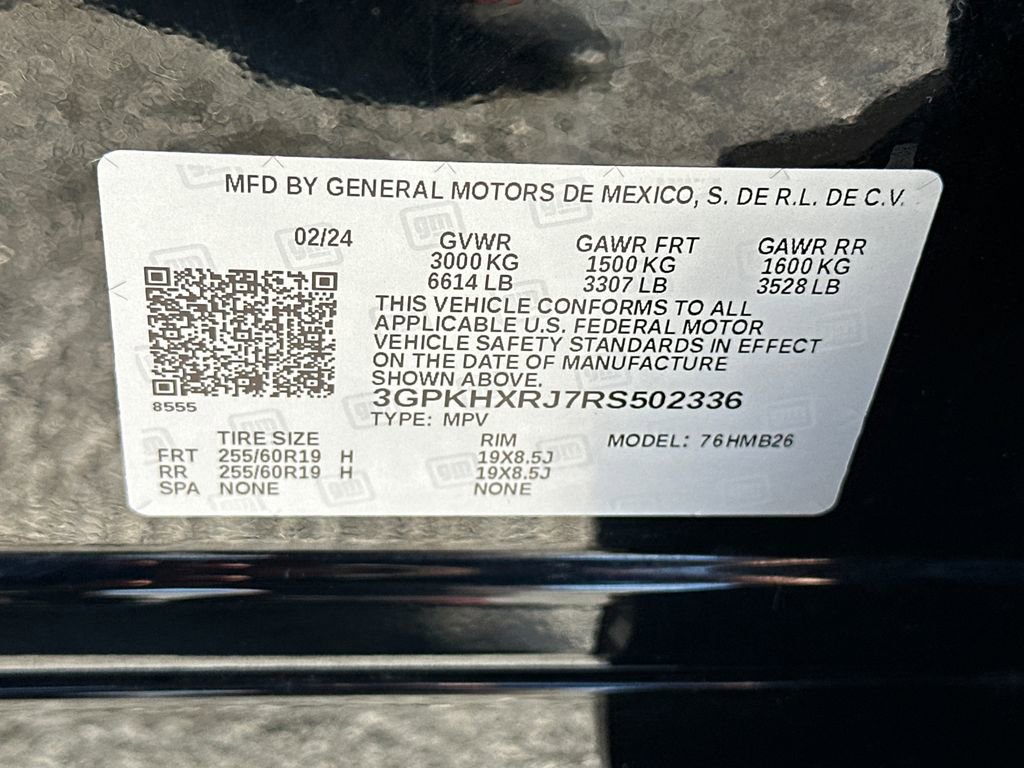 MFD BY GENERAL MOTORS DE MEXICO, S. DE R.L. DE C.V.
02/24 GVWR GAWR FRT GAWR RR
3000 KG 1500 KG 1600 KG
6614 LB 3307 LB 3528 LB
THIS VEHICLE CONFORMS TO ALL
APPLICABLE U.S. FEDERAL MOTOR
VEHICLE SAFETY STANDARDS IN EFFECT
ON THE DATE OF MANUFACTURE
SHOWN ABOVE.
8555 3GPKHXRJ7RS502336
TYPE: MPV
TIRE SIZE RIM MODEL: 76HMB26
FRT 255/60R19 H 19X8.5J
RR 255/60R19 H 19X8.5J
SPA NONE NONE